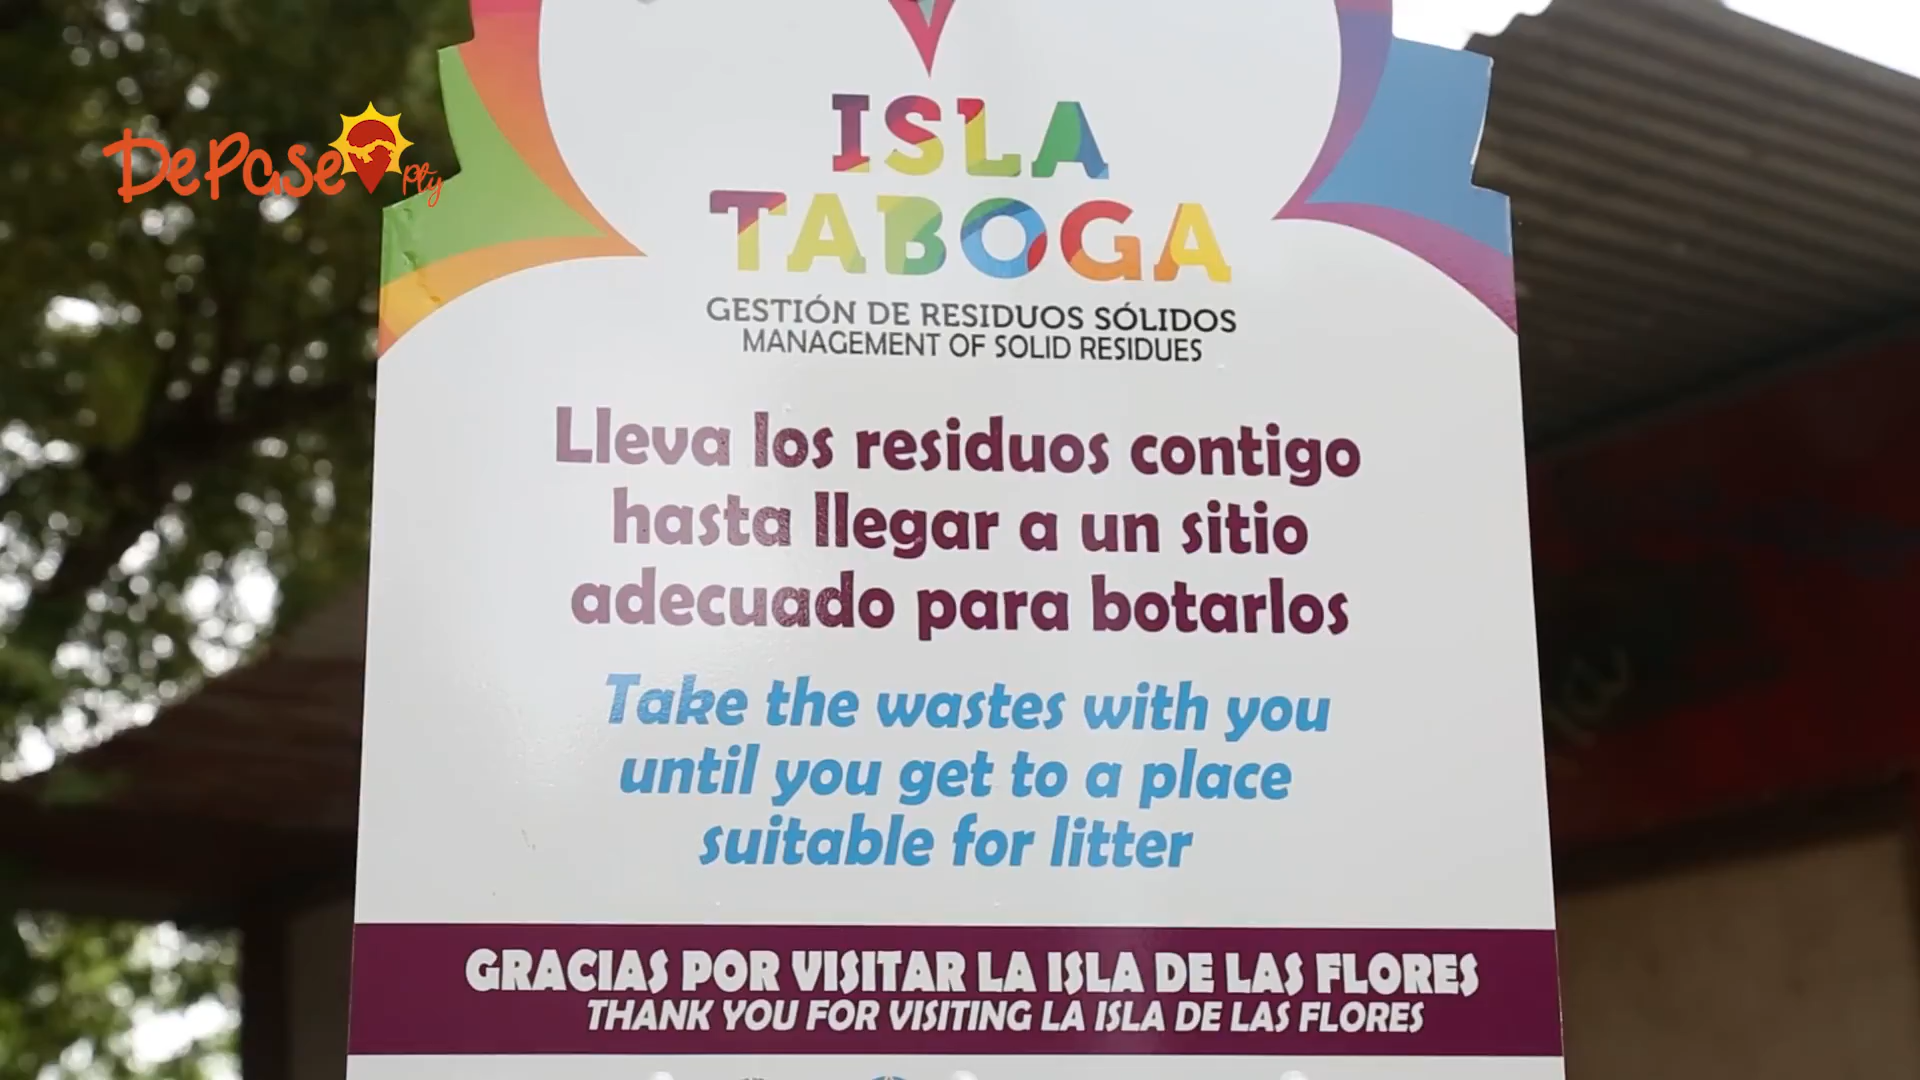 DePaseo Pty
ISLA
TABOGA
GESTIÓN DE RESIDUOS SÓLIDOS
MANAGEMENT OF SOLID RESIDUES
Lleva los residuos contigo
hasta llegar a un sitio
adecuado para botarlos
Take the wastes with you
until you get to a place
suitable for litter
GRACIAS POR VISITAR LA ISLA DE LAS FLORES
THANK YOU FOR VISITING LA ISLA DE LAS FLORES